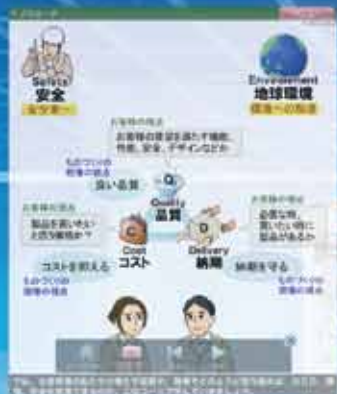 Safety
安全
安全第一
Environment
地球環境
環境への配慮
お客様の視点
お客様の要望を満たす機能、
性能、安全、デザインなどか
ものづくりの
現場の視点
良い品質
Q
Quality
品質
お客様の視点
製品を買いたい
と思う価格か?
C
Cost
コスト
コストを抑える
ものづくりの
現場の視点
お客様の視点
必要な時、
買いたい時に
製品があるか
D
Delivery
納期
納期を守る
ものづくりの
現場の視点